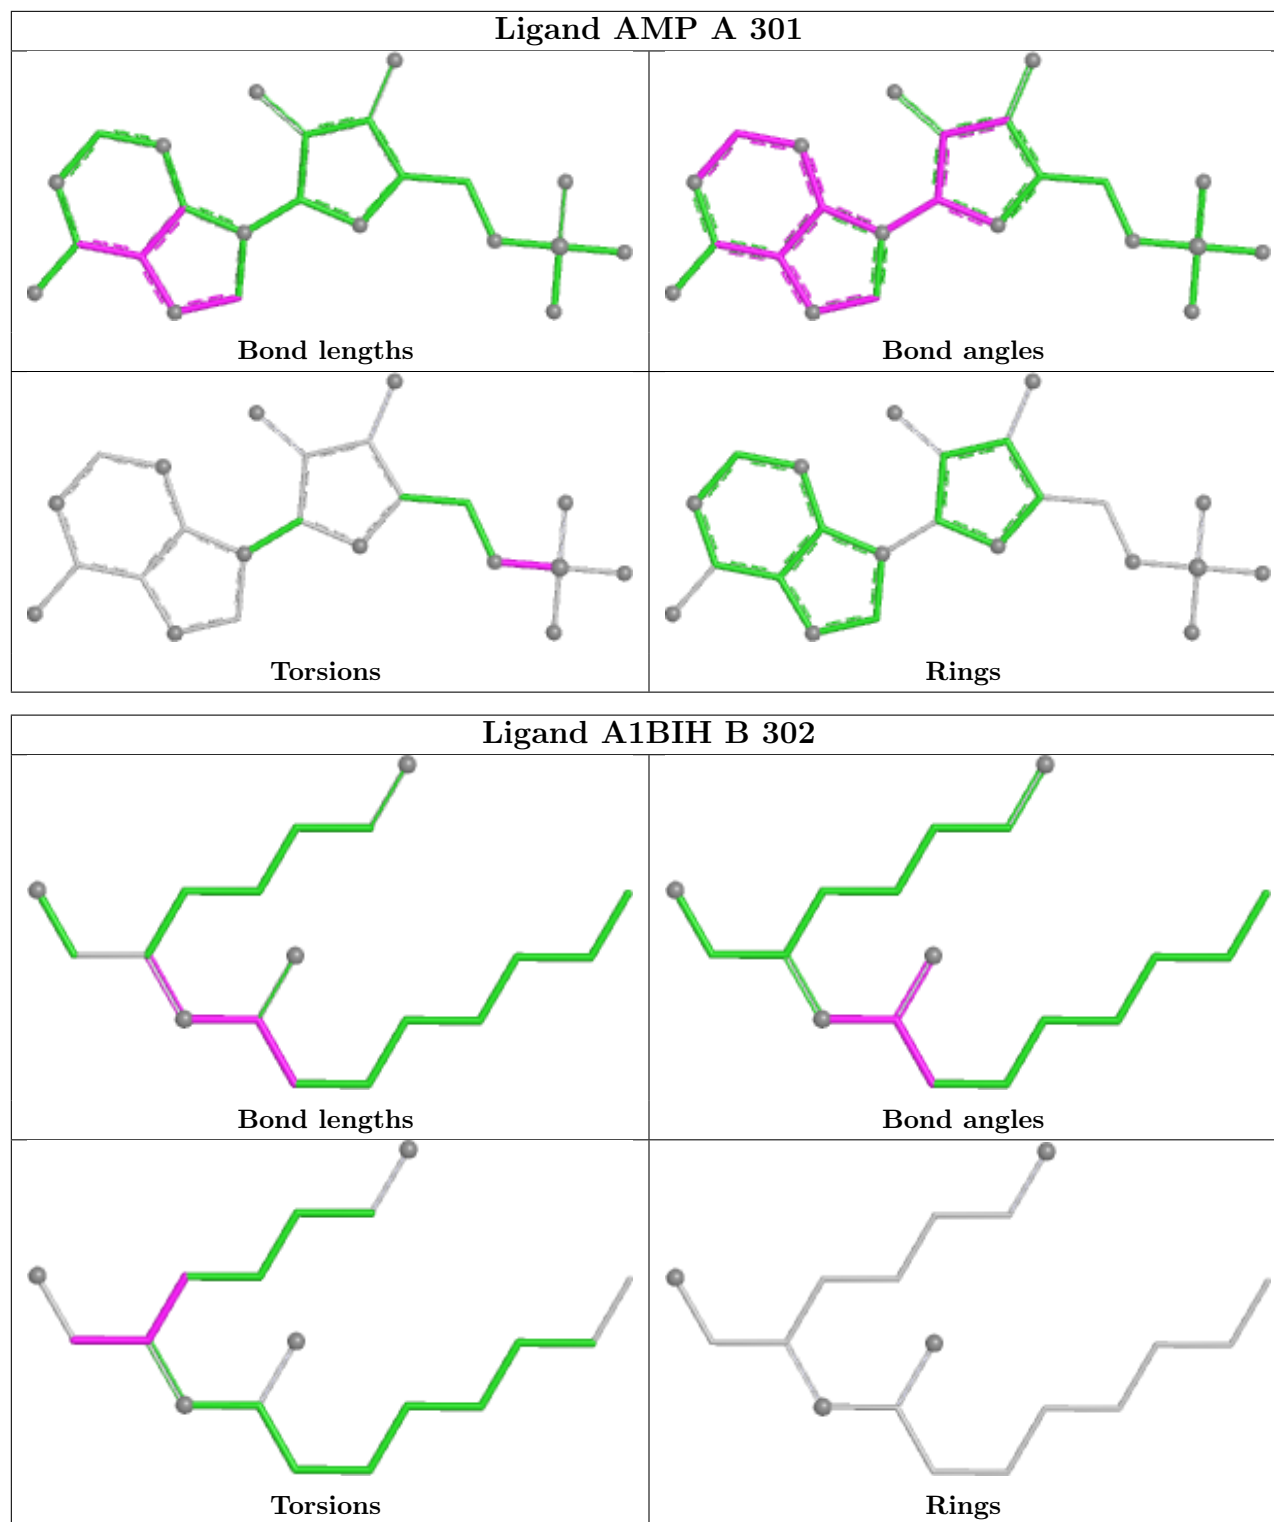 Ligand AMP A 301
Bond lengths
Bond angles
Torsions
Rings
Ligand A1BIH B 302
Bond lengths
Bond angles
Torsions
Rings